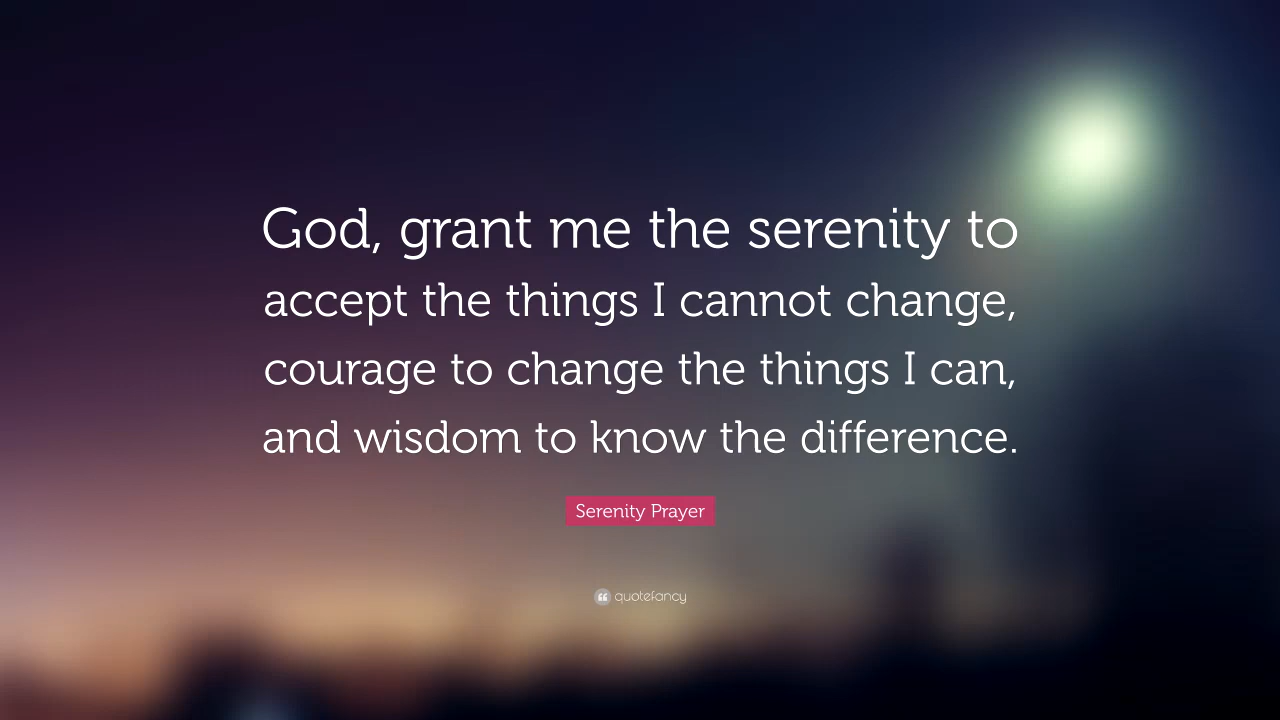 God, grant me the serenity to
accept the things I cannot change,
courage to change the things I can,
and wisdom to know the difference.
Serenity Prayer
quotefancy